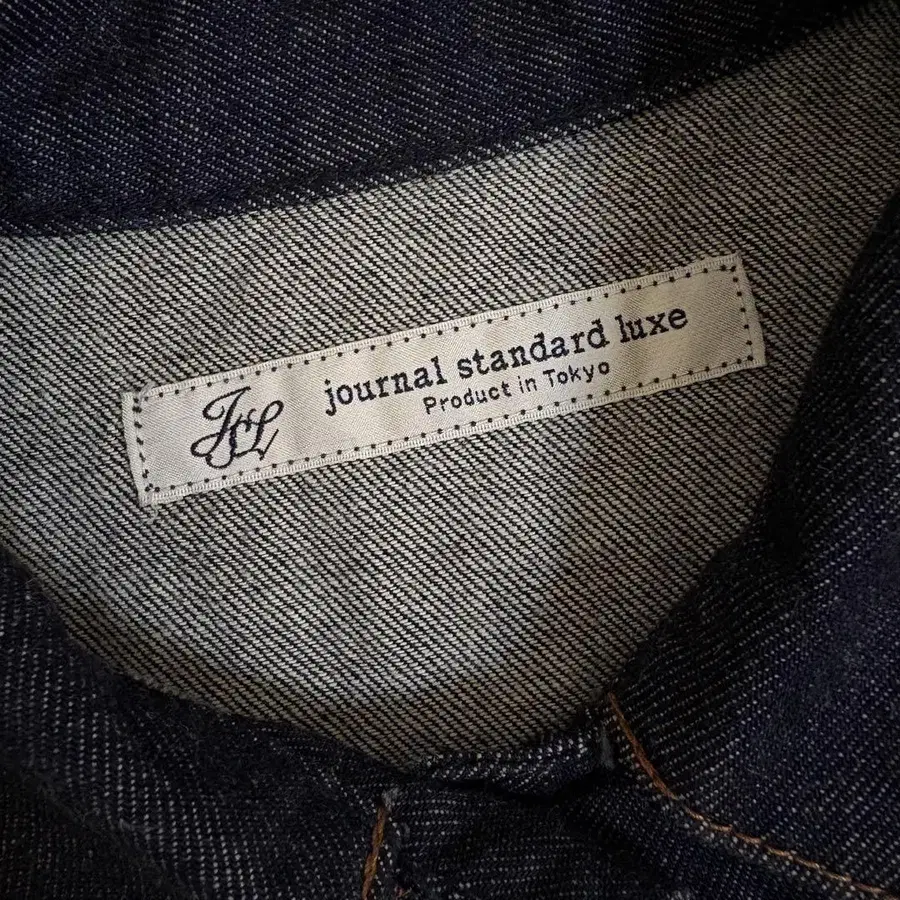 JSL
journal standard luxe
Product in Tokyo